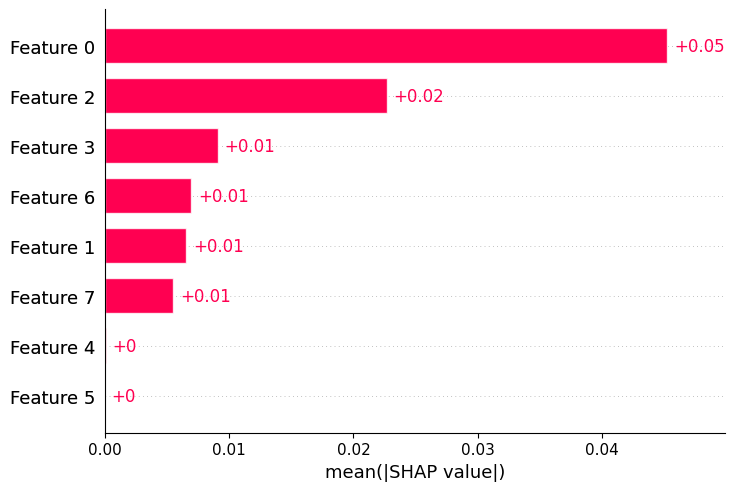 Feature 0 +0.05
Feature 2 +0.02
Feature 3 +0.01
Feature 6 +0.01
Feature 1 +0.01
Feature 7 +0.01
Feature 4 +0
Feature 5 +0
0.00 0.01 0.02 0.03 0.04
mean(|SHAP value|)